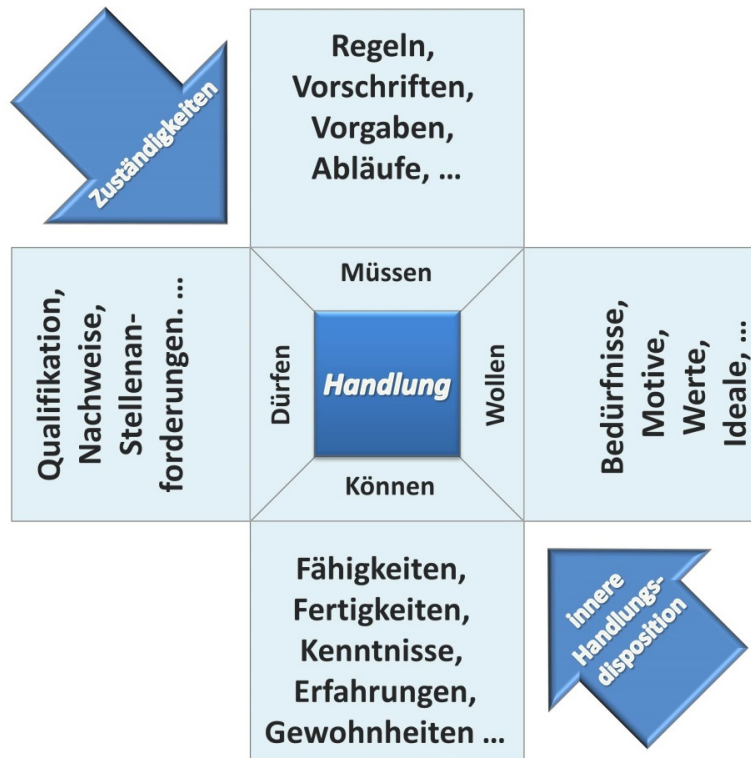 Zuständigkeiten
Regeln,
Vorschriften,
Vorgaben,
Abläufe, ...
Qualifikation,
Nachweise,
Stellenan-
forderungen. ...
Müssen
Dürfen
Handlung
Wollen
Können
Bedürfnisse,
Motive,
Werte,
Ideale, ...
Fähigkeiten,
Fertigkeiten,
Kenntnisse,
Erfahrungen,
Gewohnheiten ...
innere
Handlungs-
disposition